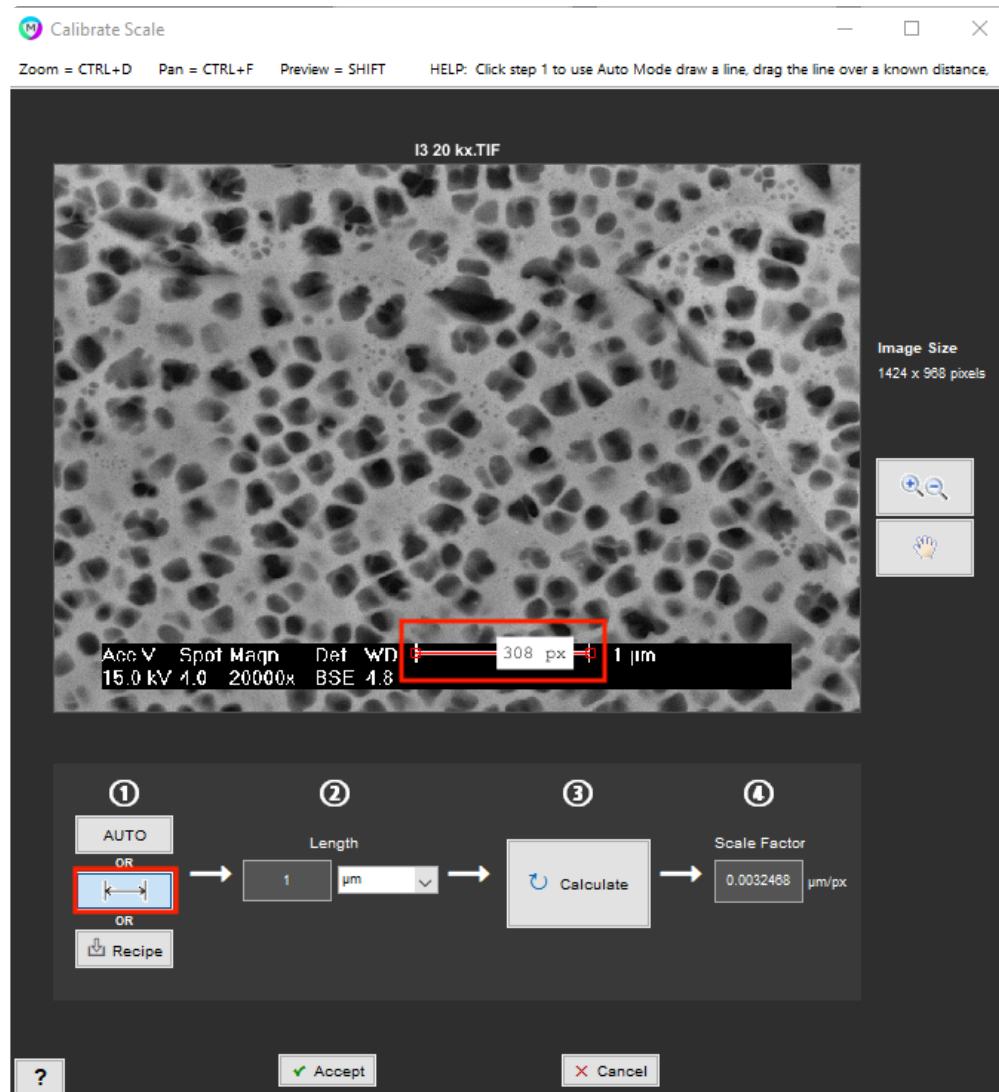 Calibrate Scale
Zoom = CTRL+D Pan = CTRL+F Preview = SHIFT HELP: Click step 1 to use Auto Mode draw a line, drag the line over a known distance,
I3 20 kx.TIF
Image Size
1424 x 968 pixels
308 px
1 µm
Acc V Spot Magn Det WD
15.0 kV 4.0 20000x BSE 4.8
1
2
3
4
AUTO
OR
OR
Recipe
Length
1 µm
Calculate
Scale Factor
0.0032468 µm/px
? Accept Cancel